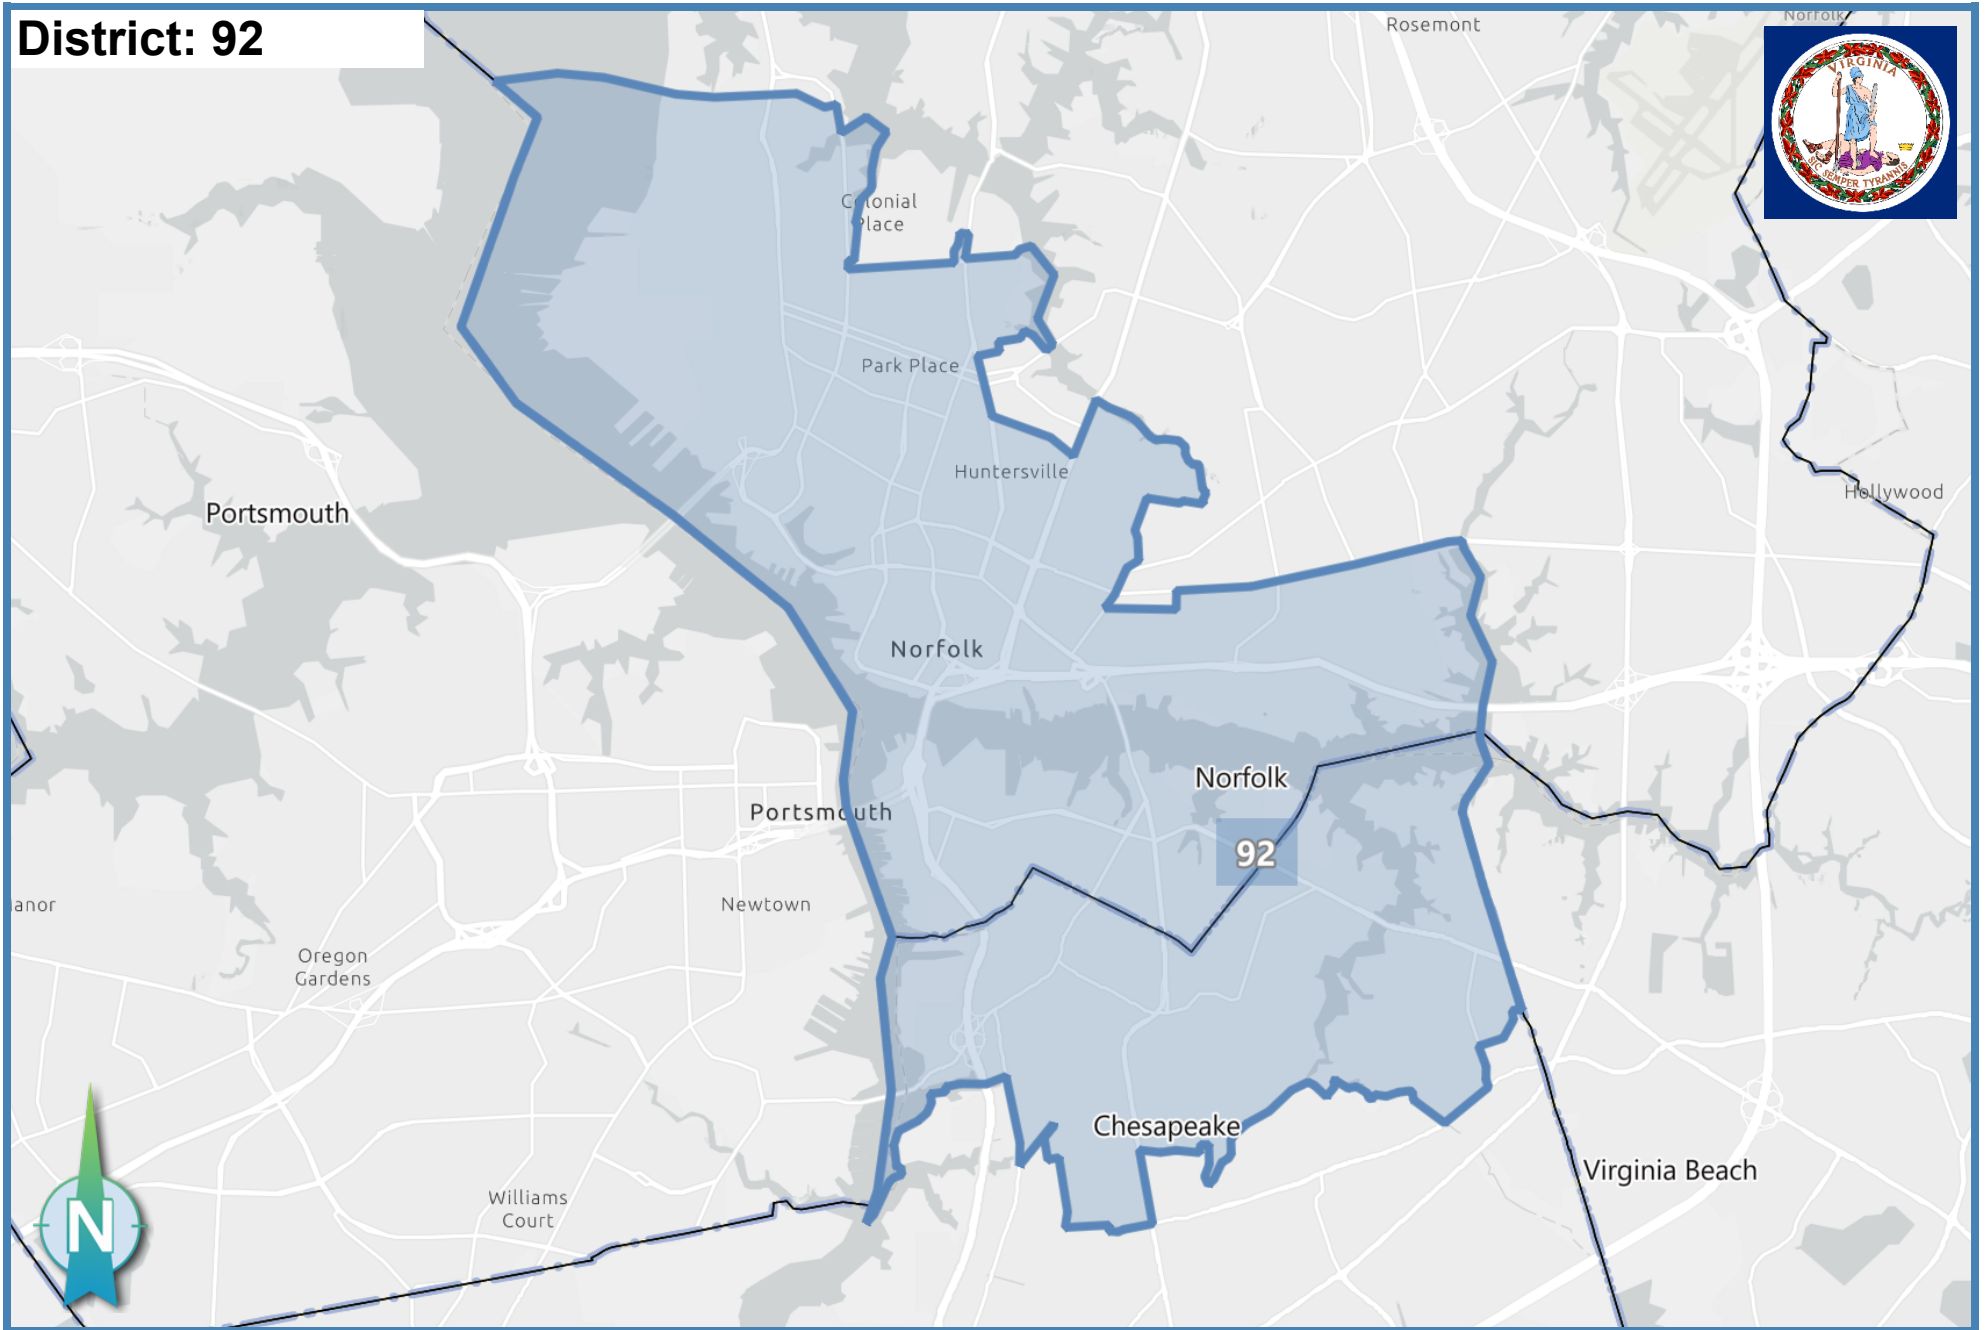 District: 92
Rosemont
Norfolk
VIRGINIA
SIC SEMPER TYRANNIS
Colonial
Place
Park Place
Huntersville
Hollywood
Portsmouth
Norfolk
Norfolk
Portsmouth
92
anor
Newtown
Oregon
Gardens
Chesapeake
Virginia Beach
Williams
Court
N